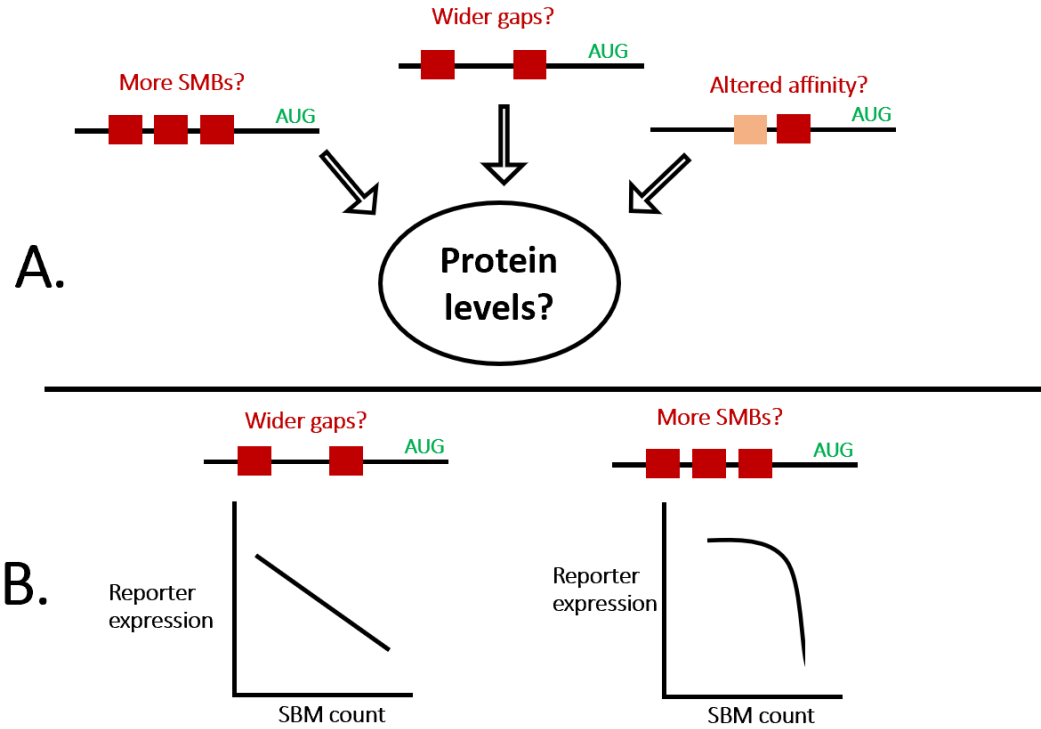 Wider gaps?
AUG
More SMBs?
AUG
Altered affinity?
AUG
A.
Protein
levels?
Wider gaps?
AUG
More SMBs?
AUG
B.
Reporter
expression
SBM count
Reporter
expression
SBM count